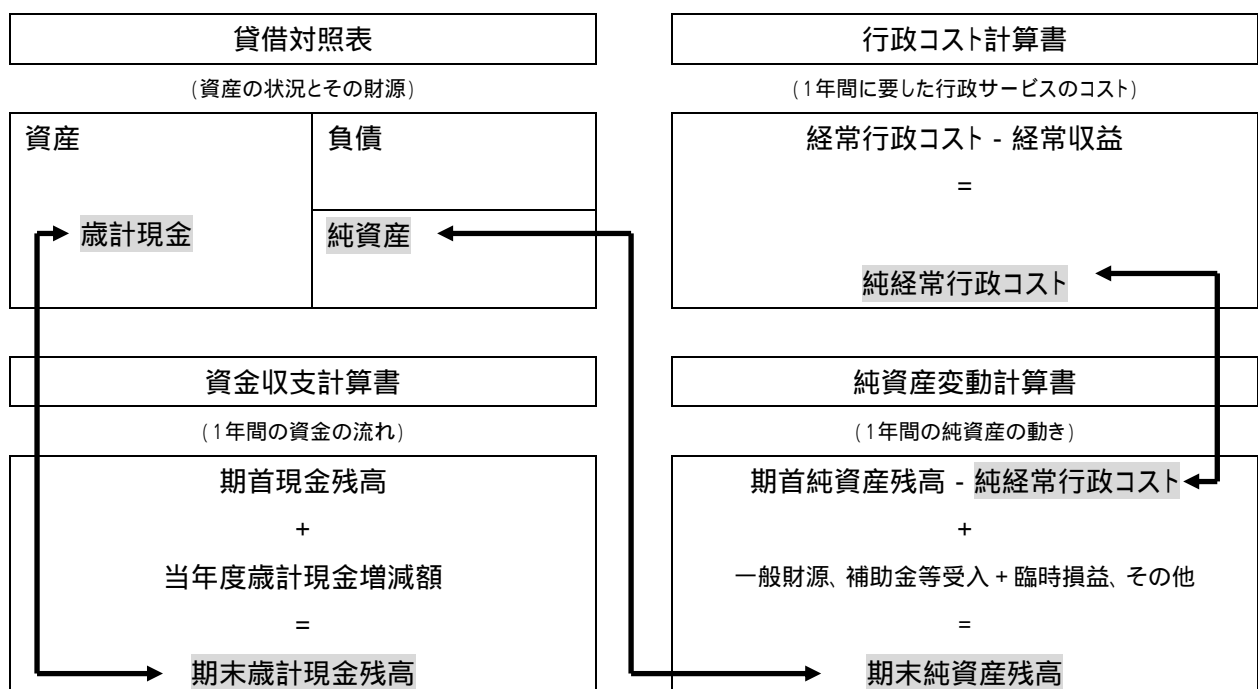 貸借対照表
(資産の状況とその財源)
資産
負債
歳計現金
純資産
行政コスト計算書
(1年間に要した行政サービスのコスト)
経常行政コスト - 経常収益
=
純経常行政コスト
資金収支計算書
(1年間の資金の流れ)
期首現金残高
+
当年度歳計現金増減額
=
期末歳計現金残高
純資産変動計算書
(1年間の純資産の動き)
期首純資産残高 - 純経常行政コスト
+
一般財源、補助金等受入 + 臨時損益、その他
=
期末純資産残高